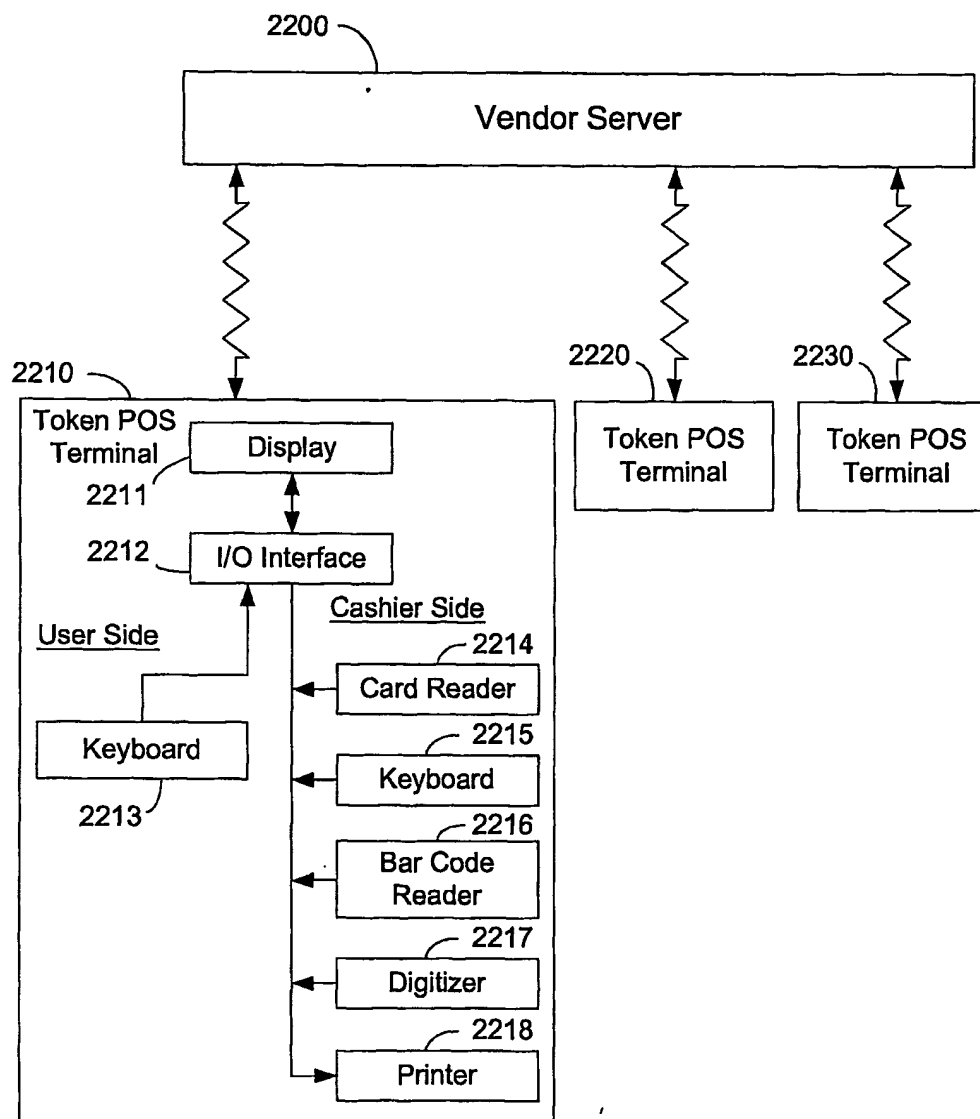 2200
Vendor Server
2210
2220
2230
Token POS
Terminal
Display
2211
Token POS
Terminal
Token POS
Terminal
2212
I/O Interface
Cashier Side
User Side
2214
Card Reader
Keyboard
2213
2215
Keyboard
2216
Bar Code
Reader
2217
Digitizer
2218
Printer